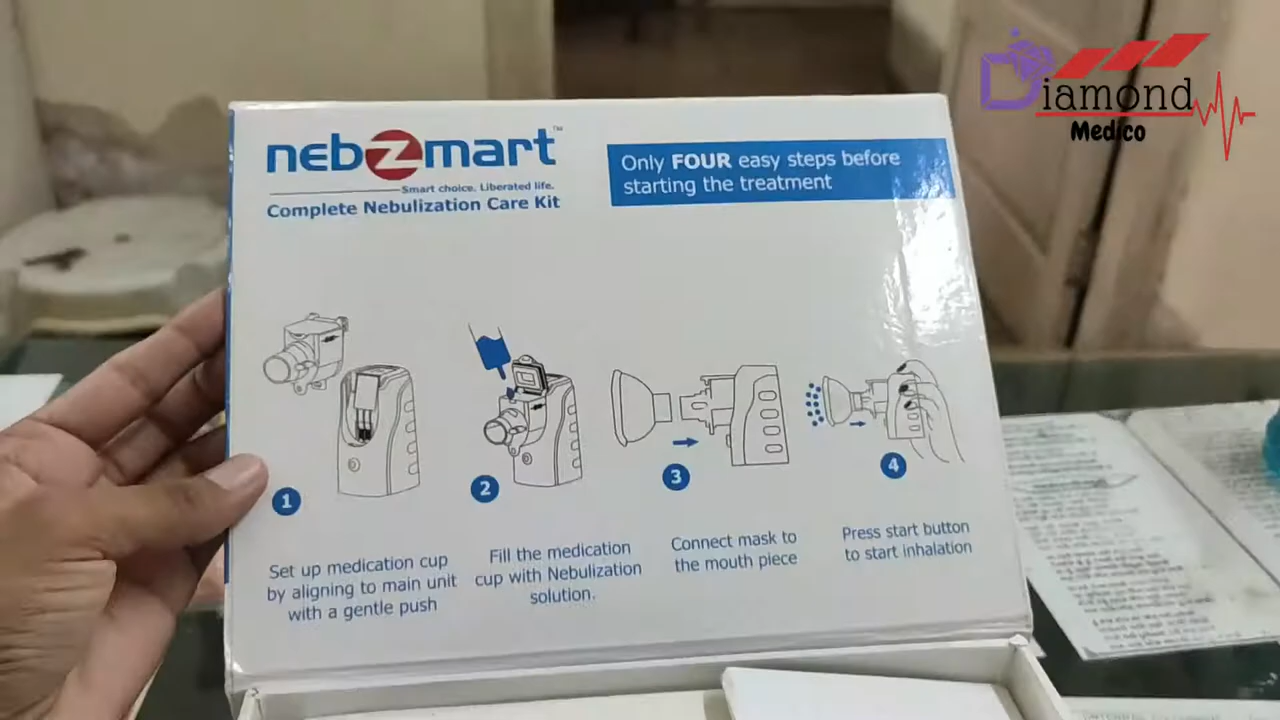 nebzmart™
Smart choice. Liberated life.
Complete Nebulization Care Kit
Only FOUR easy steps before
starting the treatment
Diamond
Medico
1
Set up medication cup
by aligning to main unit
with a gentle push
2
Fill the medication
cup with Nebulization
solution.
3
Connect mask to
the mouth piece
4
Press start button
to start inhalation